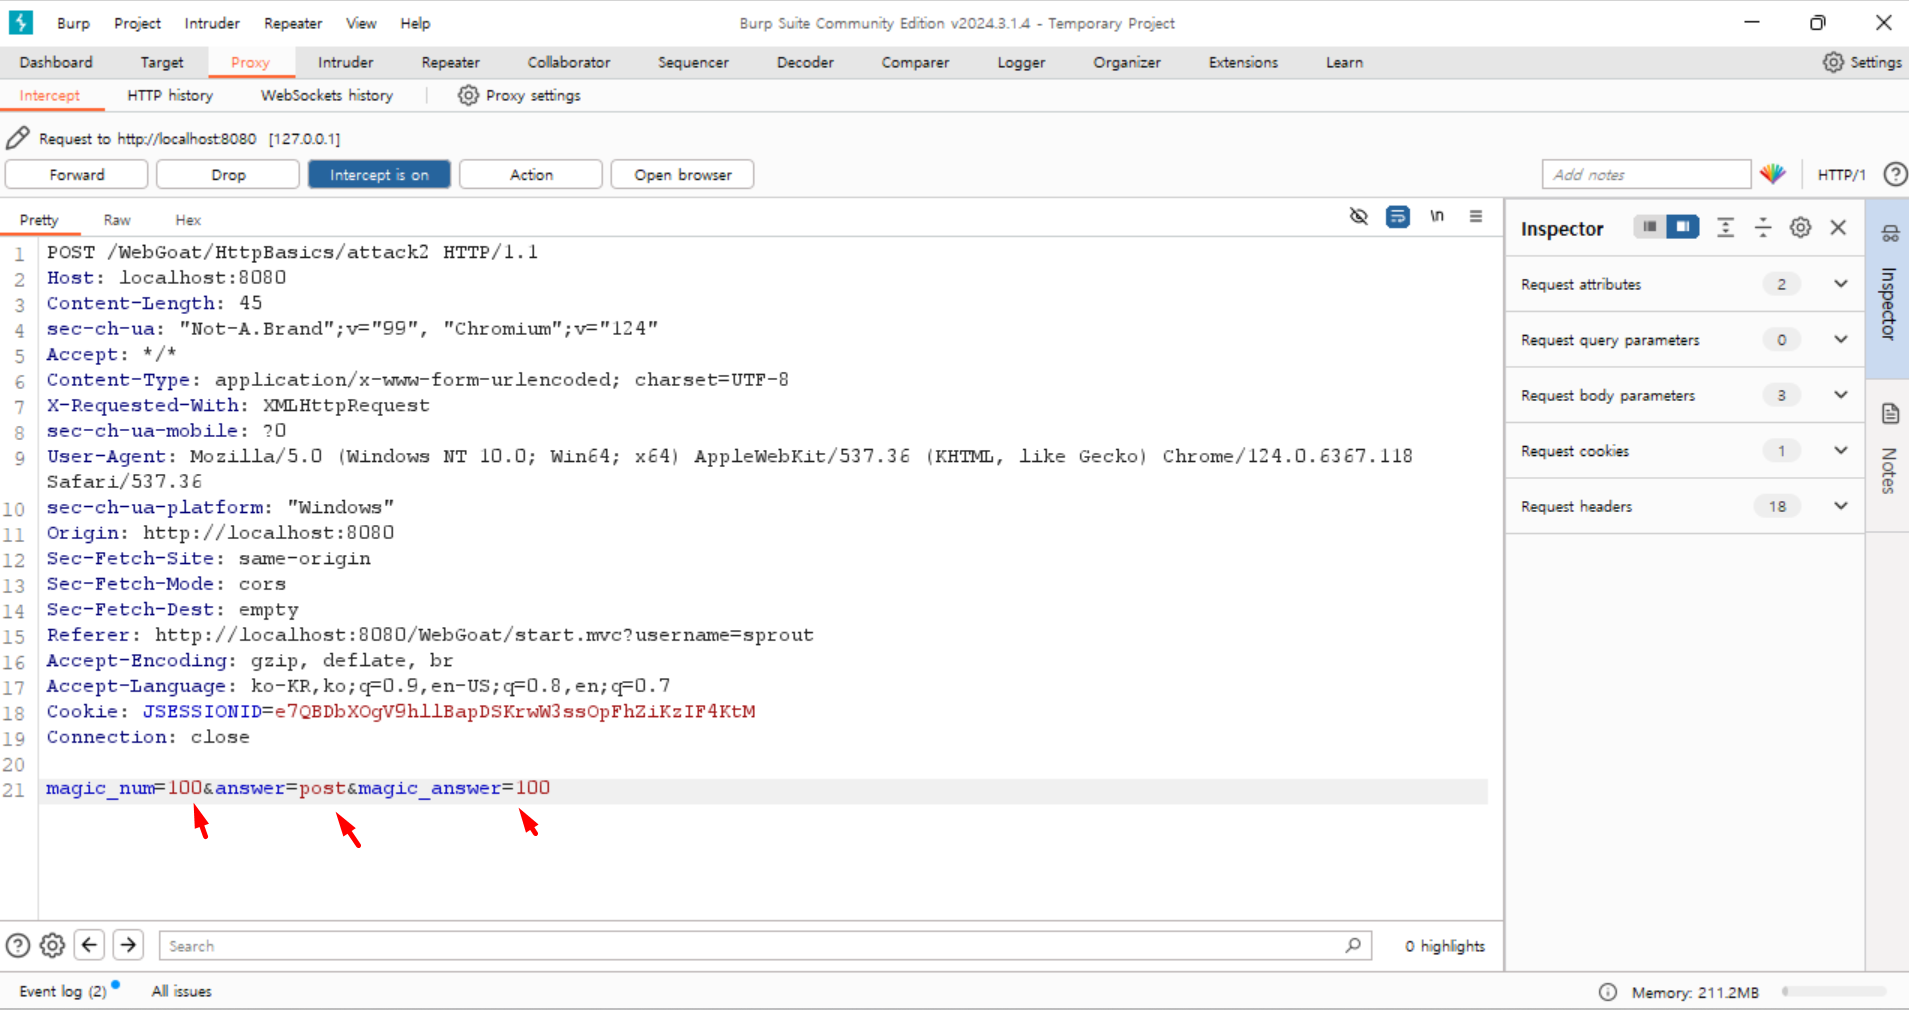 Burp Project Intruder Repeater View Help Burp Suite Community Edition v2024.3.1.4 - Temporary Project
Dashboard Target Proxy Intruder Repeater Collaborator Sequencer Decoder Comparer Logger Organizer Extensions Learn Settings
Intercept HTTP history WebSockets history Proxy settings
Request to http://localhost:8080 [127.0.0.1]
Forward Drop Intercept is on Action Open browser Add notes HTTP/1 ?
Pretty Raw Hex \n
1 POST /WebGoat/HttpBasics/attack2 HTTP/1.1
2 Host: localhost:8080
3 Content-Length: 45
4 sec-ch-ua: "Not-A.Brand";v="99", "Chromium";v="124"
5 Accept: */*
6 Content-Type: application/x-www-form-urlencoded; charset=UTF-8
7 X-Requested-With: XMLHttpRequest
8 sec-ch-ua-mobile: ?0
9 User-Agent: Mozilla/5.0 (Windows NT 10.0; Win64; x64) AppleWebKit/537.36 (KHTML, like Gecko) Chrome/124.0.6367.118
Safari/537.36
10 sec-ch-ua-platform: "Windows"
11 Origin: http://localhost:8080
12 Sec-Fetch-Site: same-origin
13 Sec-Fetch-Mode: cors
14 Sec-Fetch-Dest: empty
15 Referer: http://localhost:8080/WebGoat/start.mvc?username=sprout
16 Accept-Encoding: gzip, deflate, br
17 Accept-Language: ko-KR,ko;q=0.9,en-US;q=0.8,en;q=0.7
18 Cookie: JSESSIONID=e7QBDbXOgV9hllBapDSKrwW3ssOpFhZiKzIF4KtM
19 Connection: close
20
21 magic_num=100&answer=post&magic_answer=100
Inspector
Request attributes 2
Request query parameters 0
Request body parameters 3
Request cookies 1
Request headers 18
Inspector
Notes
? Search 0 highlights
Event log (2) All issues Memory: 211.2MB